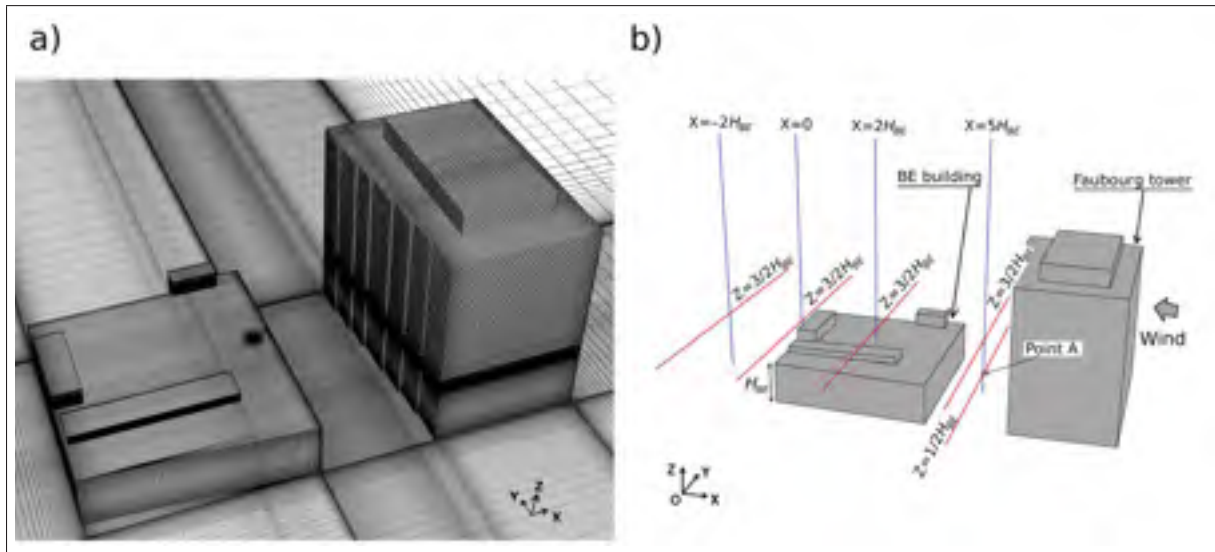 a)
Y
Z
X
b)
X=-2H_BE
X=0
X=2H_BE
X=5H_BE
BE building
Faubourg tower
Z=3/2H_BE
Z=3/2H_BE
Z=3/2H_BE
Z=3/2H_BE
Wind
Point A
H_BE
Z=1/2H_BE
Z
Y
O
X